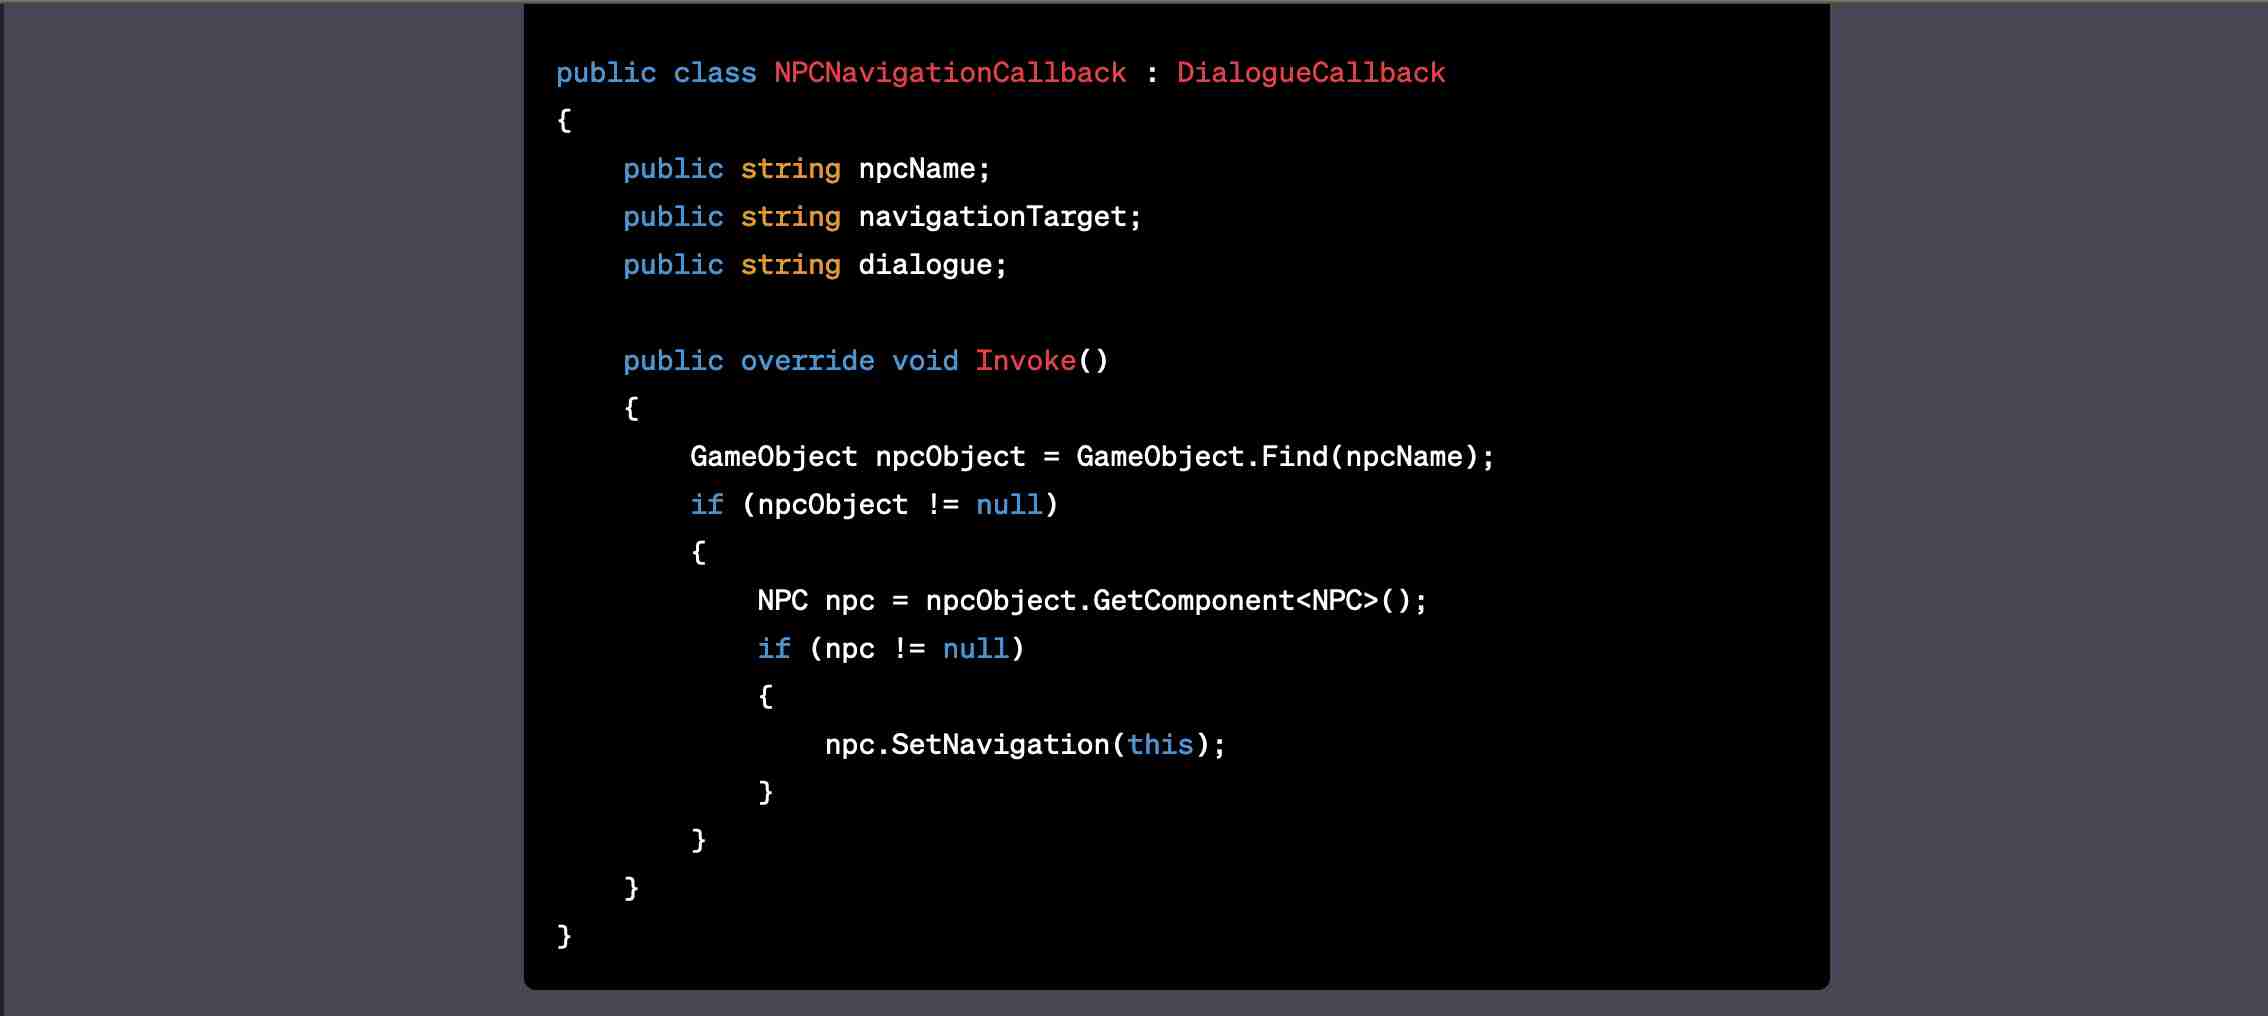 public class NPCNavigationCallback : DialogueCallback
{
    public string npcName;
    public string navigationTarget;
    public string dialogue;

    public override void Invoke()
    {
        GameObject npcObject = GameObject.Find(npcName);
        if (npcObject != null)
        {
            NPC npc = npcObject.GetComponent<NPC>();
            if (npc != null)
            {
                npc.SetNavigation(this);
            }
        }
    }
}